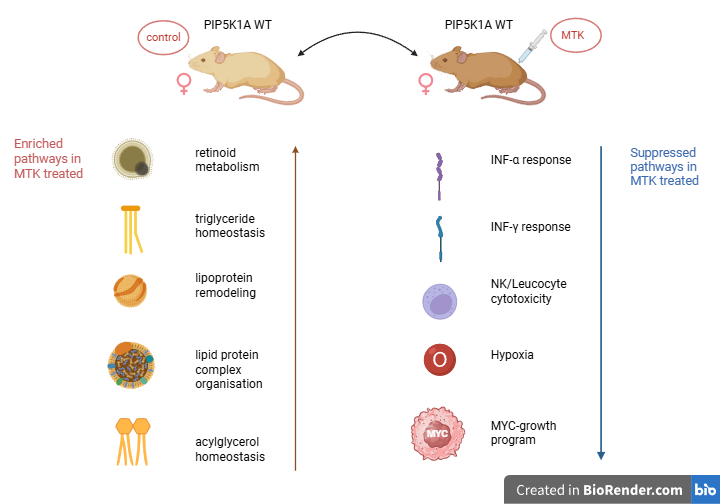 PIP5K1A WT
control
PIP5K1A WT
MTK
Enriched
pathways in
MTK treated
retinoid
metabolism
triglyceride
homeostasis
lipoprotein
remodeling
lipid protein
complex
organisation
acylglycerol
homeostasis
INF-α response
INF-γ response
NK/Leucocyte
cytotoxicity
O
Hypoxia
MYC
MYC-growth
program
Suppressed
pathways in
MTK treated
Created in BioRender.com bio